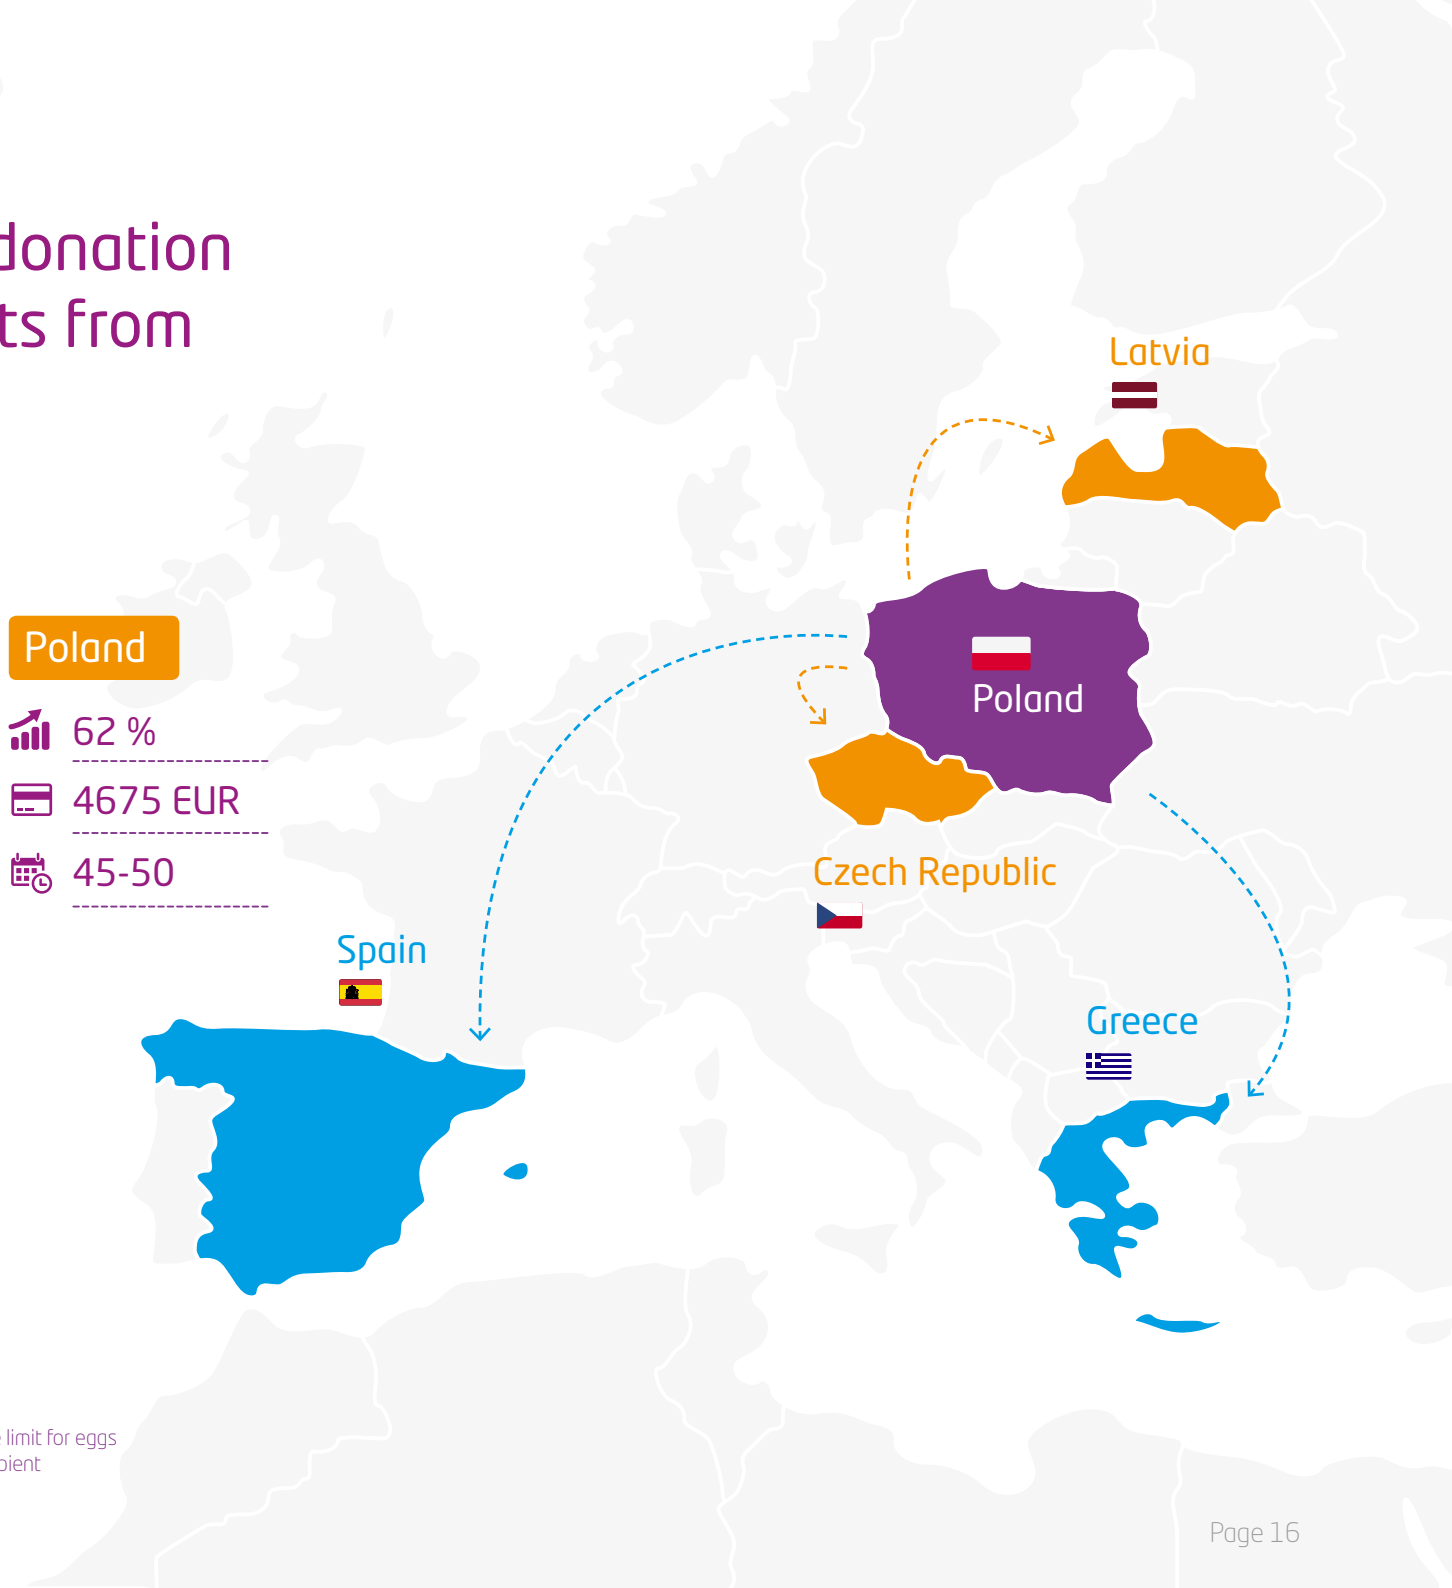 donation
ts from
Latvia
Poland
Poland
62 %
4675 EUR
45-50
Czech Republic
Spain
Greece
limit for eggs
Page 16